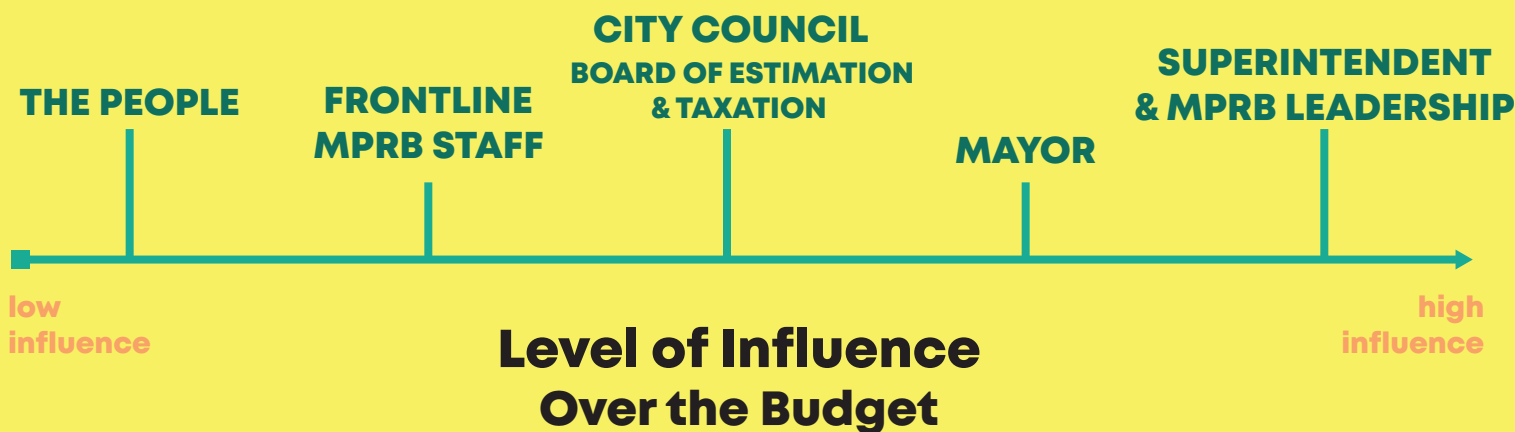 THE PEOPLE
FRONTLINE
MPRB STAFF
CITY COUNCIL
BOARD OF ESTIMATION
& TAXATION
MAYOR
SUPERINTENDENT
& MPRB LEADERSHIP
low
influence
high
influence
Level of Influence
Over the Budget